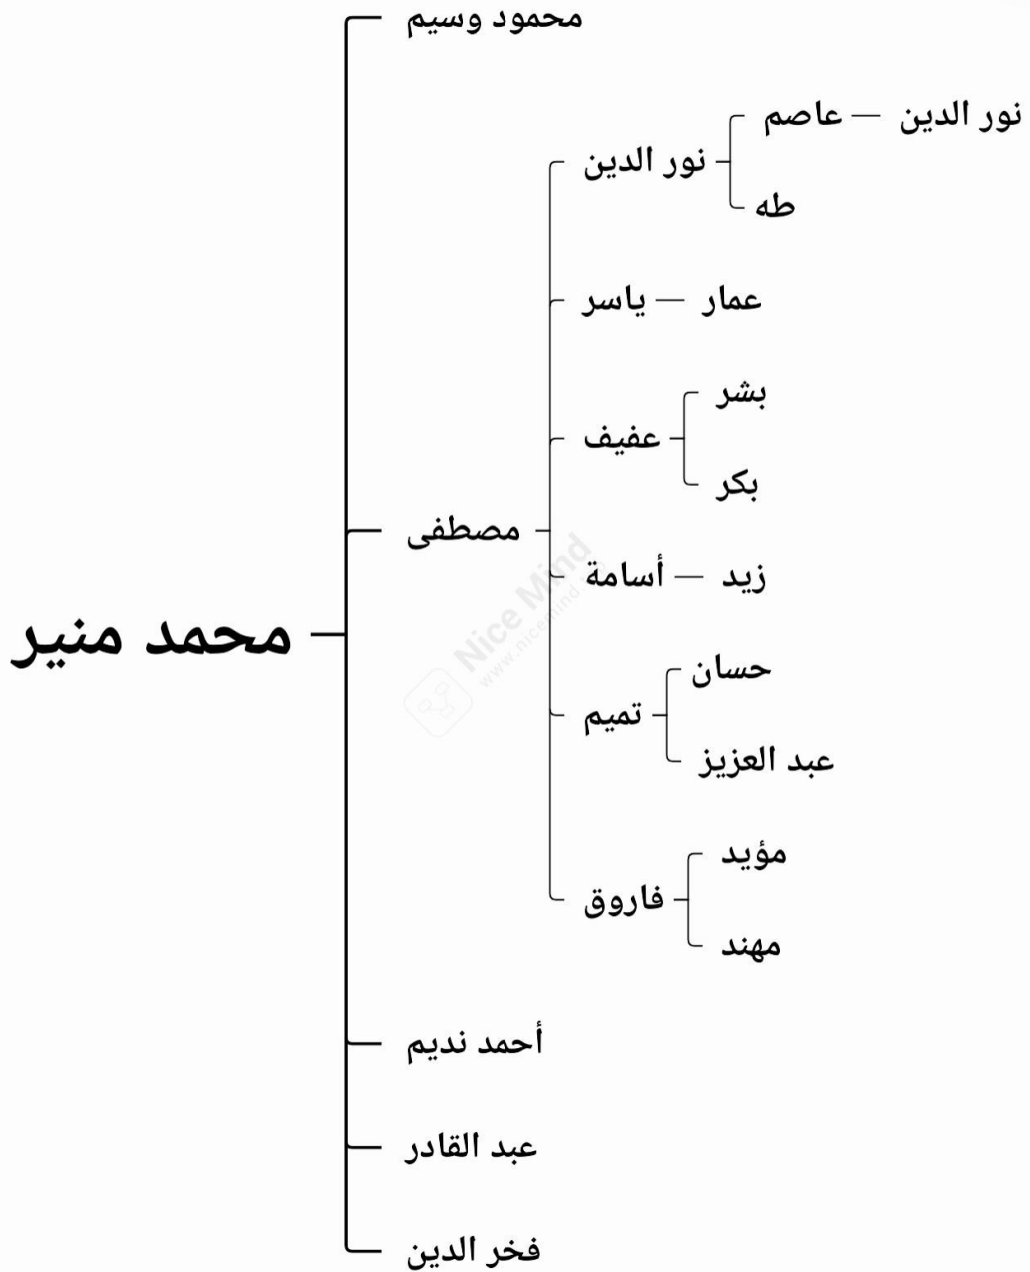 محمود وسيم
نور الدين
عاصم
نور الدين
طه
ياسر
عمار
عفيف
بشر
بكر
مصطفى
أسامة
زيد
محمد منير
حسان
تميم
عبد العزيز
مؤيد
فاروق
مهند
أحمد نديم
عبد القادر
فخر الدين
Nice Mind